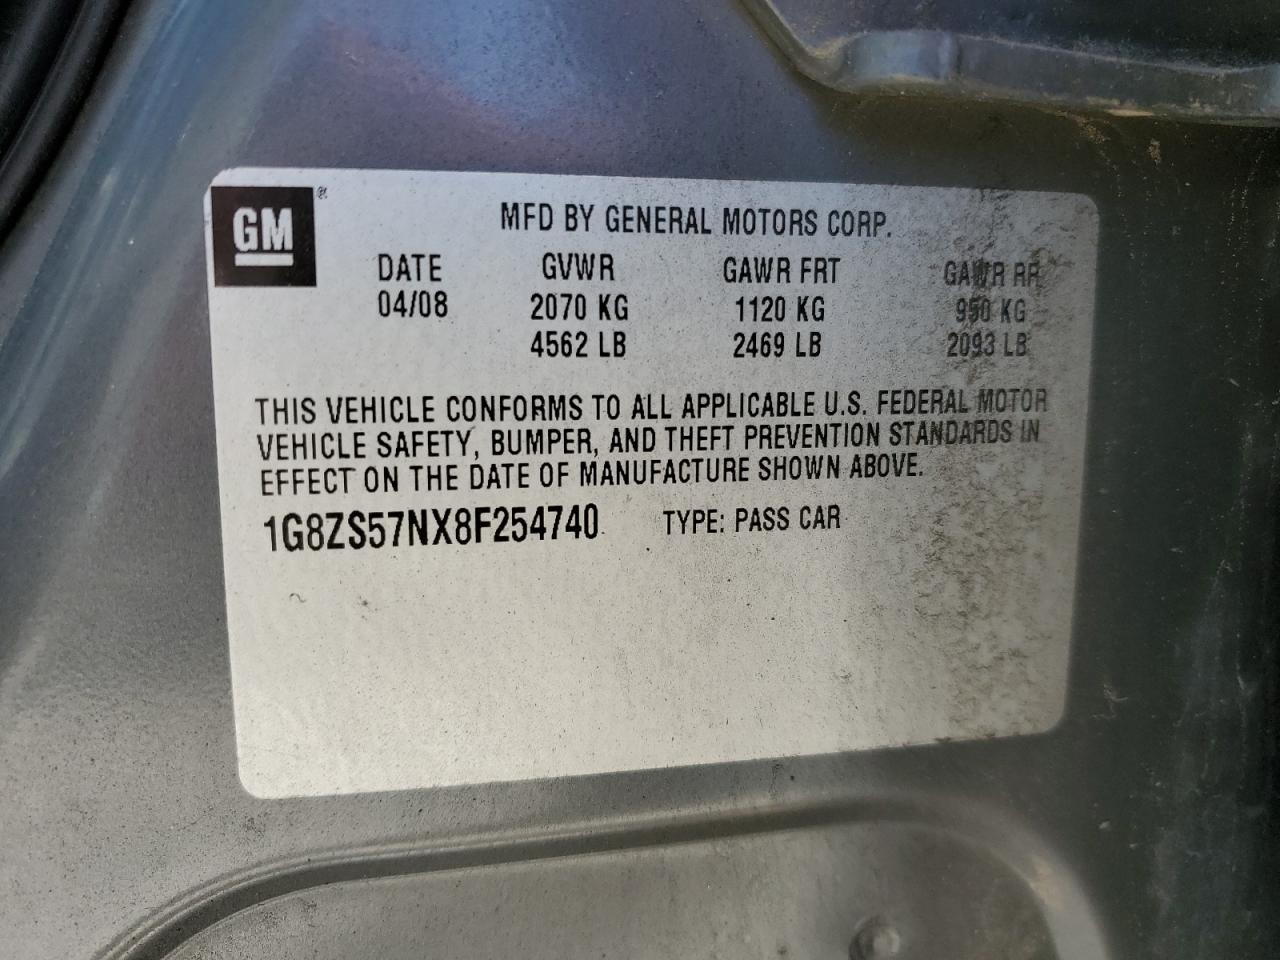 GM®
MFD BY GENERAL MOTORS CORP.
DATE GVWR GAWR FRT GAWR RR
04/08 2070 KG 1120 KG 950 KG
4562 LB 2469 LB 2093 LB
THIS VEHICLE CONFORMS TO ALL APPLICABLE U.S. FEDERAL MOTOR
VEHICLE SAFETY, BUMPER, AND THEFT PREVENTION STANDARDS IN
EFFECT ON THE DATE OF MANUFACTURE SHOWN ABOVE.
1G8ZS57NX8F254740 TYPE: PASS CAR